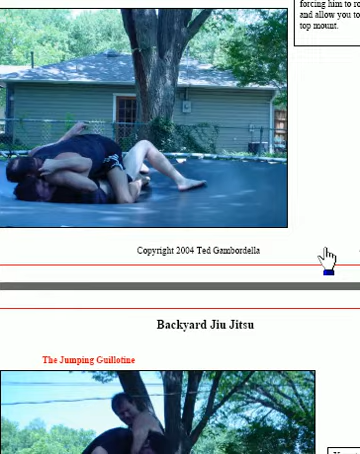 forcing him to ro
and allow you to
top mount.
Copyright 2004 Ted Gambordella
Backyard Jiu Jitsu
The Jumping Guillotine